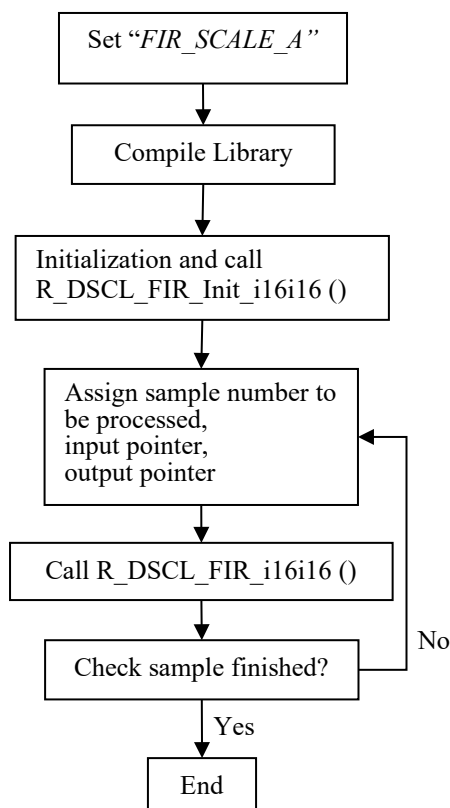 Set “FIR_SCALE_A”
Compile Library
Initialization and call
R_DSCL_FIR_Init_i16i16 ()
Assign sample number to
be processed,
input pointer,
output pointer
Call R_DSCL_FIR_i16i16 ()
Check sample finished?
No
Yes
End